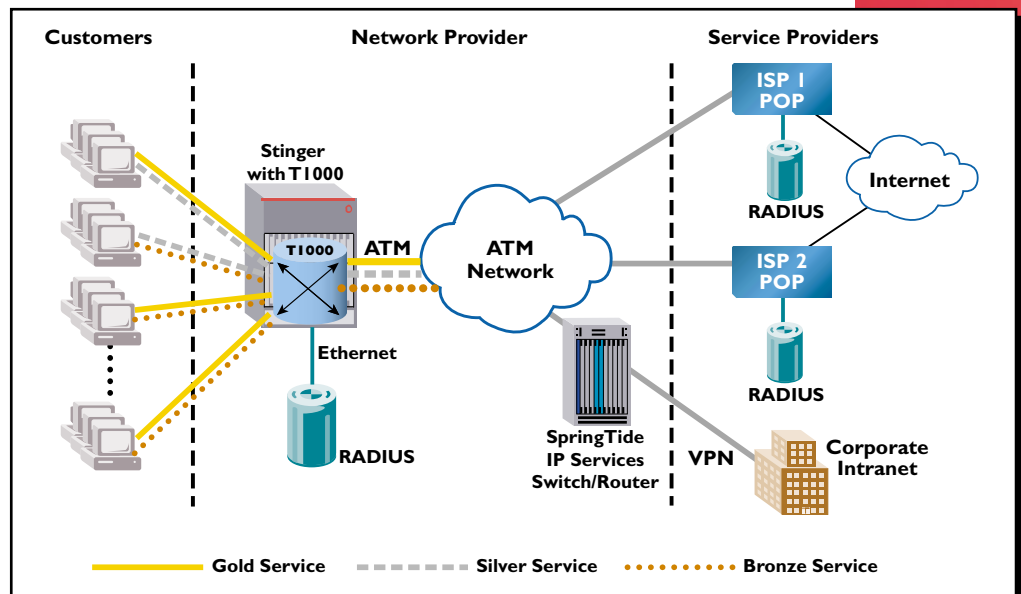 Customers
Network Provider
Service Providers
ISP 1
POP
Stinger
with T1000
Internet
RADIUS
T1000
ATM
ATM
Network
ISP 2
POP
Ethernet
RADIUS
RADIUS
SpringTide
IP Services
Switch/Router
VPN
Corporate
Intranet
Gold Service
Silver Service
Bronze Service